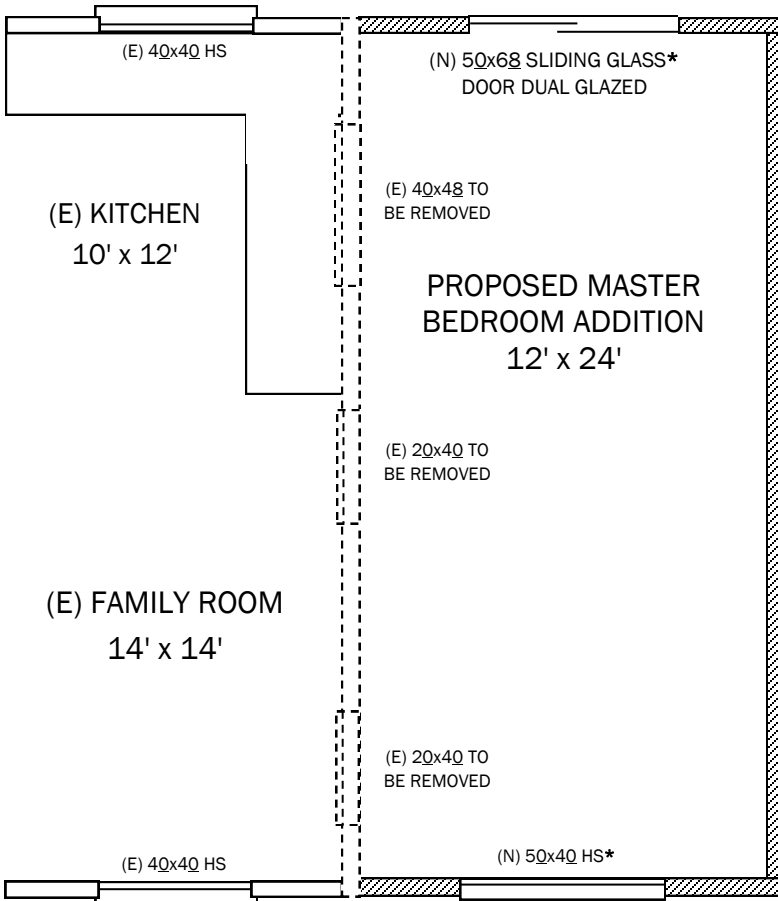 (E) 40x40 HS
(N) 50x68 SLIDING GLASS*
DOOR DUAL GLAZED
(E) 40x48 TO
BE REMOVED
(E) KITCHEN
10' x 12'
PROPOSED MASTER
BEDROOM ADDITION
12' x 24'
(E) 20x40 TO
BE REMOVED
(E) FAMILY ROOM
14' x 14'
(E) 20x40 TO
BE REMOVED
(E) 40x40 HS
(N) 50x40 HS*